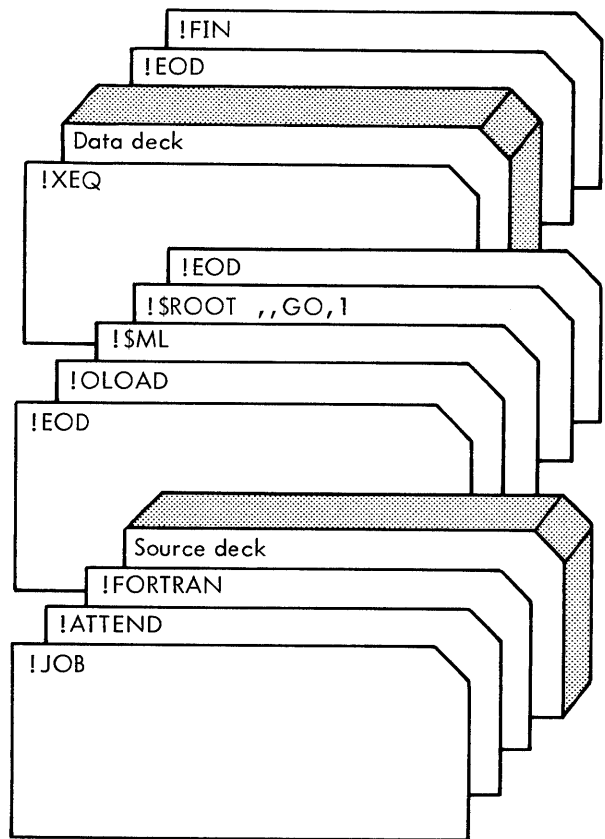 !FIN
!EOD
Data deck
!XEQ
!EOD
!$ROOT ,,GO,1
!$ML
!OLOAD
!EOD
Source deck
!FORTRAN
!ATTEND
!JOB